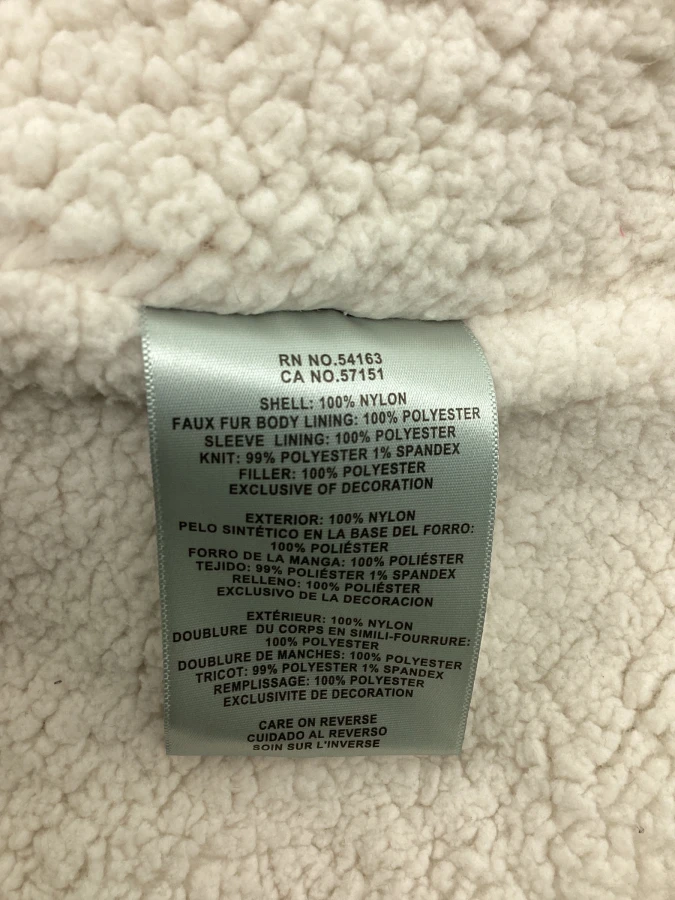 RN NO.54163
CA NO.57151
SHELL: 100% NYLON
FAUX FUR BODY LINING: 100% POLYESTER
SLEEVE LINING: 100% POLYESTER
KNIT: 99% POLYESTER 1% SPANDEX
FILLER: 100% POLYESTER
EXCLUSIVE OF DECORATION
EXTERIOR: 100% NYLON
PELO SINTÉTICO EN LA BASE DEL FORRO:
100% POLIÉSTER
FORRO DE LA MANGA: 100% POLIÉSTER
TEJIDO: 99% POLIÉSTER 1% SPANDEX
RELLENO: 100% POLIÉSTER
EXCLUSIVO DE LA DECORACION
EXTÉRIEUR: 100% NYLON
DOUBLURE DU CORPS EN SIMILI-FOURRURE:
100% POLYESTER
DOUBLURE DE MANCHES: 100% POLYESTER
TRICOT: 99% POLYESTER 1% SPANDEX
REMPLISSAGE: 100% POLYESTER
EXCLUSIVITE DE DECORATION
CARE ON REVERSE
CUIDADO AL REVERSO
SOIN SUR L'INVERSE